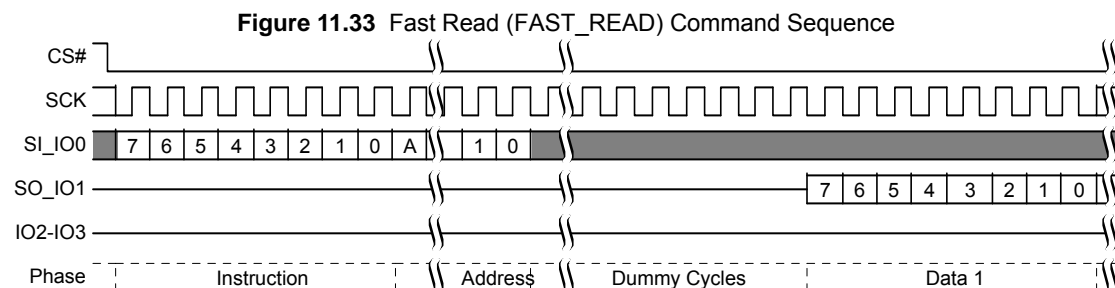 Figure 11.33 Fast Read (FAST_READ) Command Sequence
CS#
SCK
SI_IO0 7 6 5 4 3 2 1 0 A 1 0
SO_IO1 7 6 5 4 3 2 1 0
IO2-IO3
Phase Instruction Address Dummy Cycles Data 1